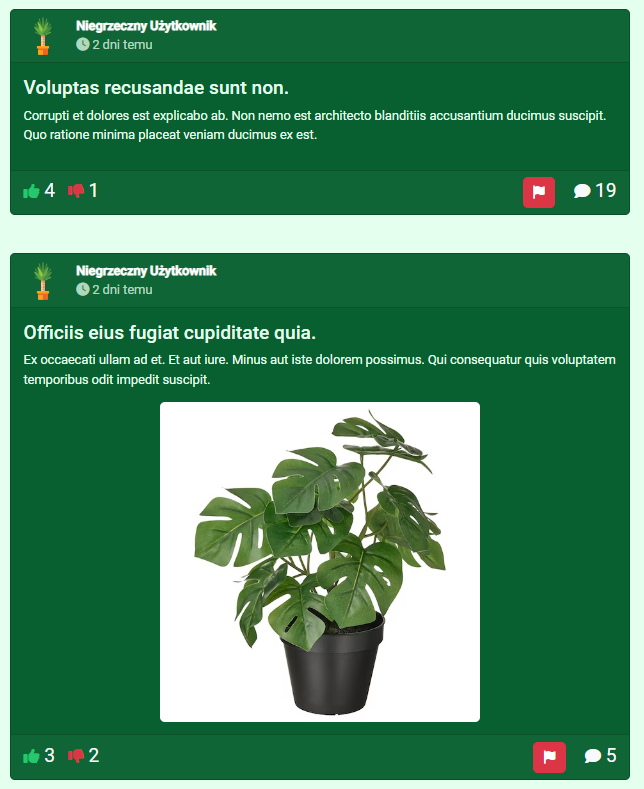 Niegrzeczny Użytkownik
2 dni temu
Voluptas recusandae sunt non.
Corrupti et dolores est explicabo ab. Non nemo est architecto blanditiis accusantium ducimus suscipit.
Quo ratione minima placeat veniam ducimus ex est.
4 1 19
Niegrzeczny Użytkownik
2 dni temu
Officiis eius fugiat cupiditate quia.
Ex occaecati ullam ad et. Et aut iure. Minus aut iste dolorem possimus. Qui consequatur quis voluptatem
temporibus odit impedit suscipit.
3 2 5